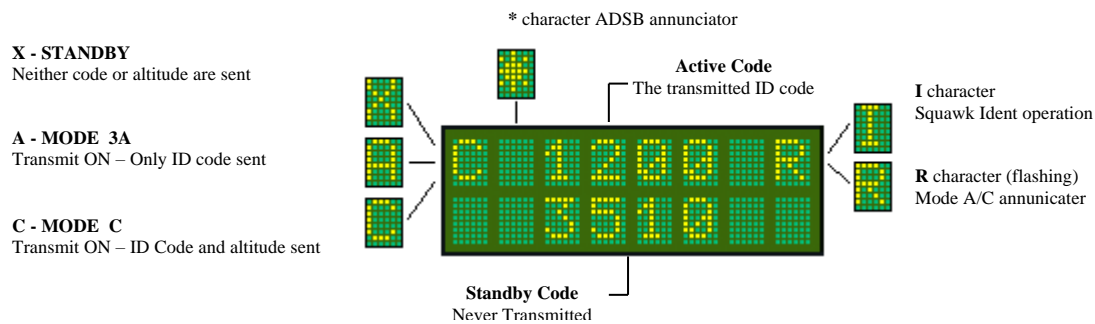 * character ADSB annunciator
X - STANDBY
Neither code or altitude are sent
A - MODE 3A
Transmit ON – Only ID code sent
C - MODE C
Transmit ON – ID Code and altitude sent
*
X
A
C
Active Code
The transmitted ID code
C 1200 R
3510
Standby Code
Never Transmitted
I
R
I character
Squawk Ident operation
R character (flashing)
Mode A/C annunicater